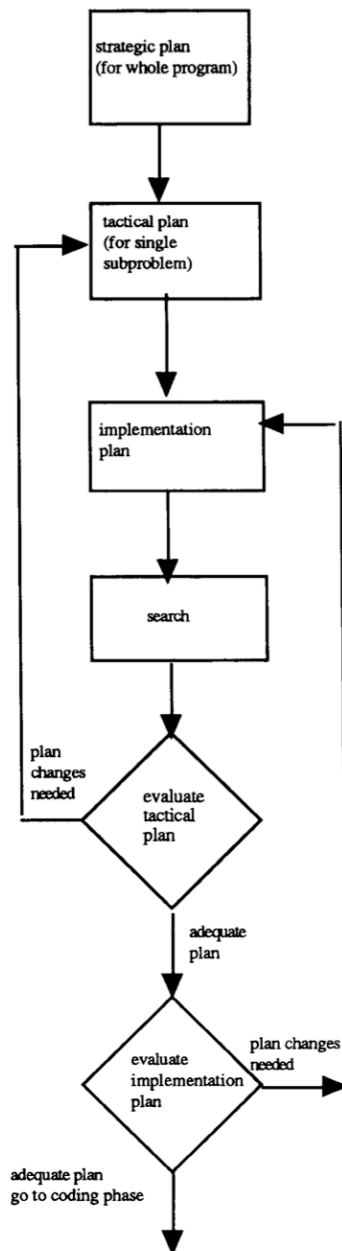 strategic plan
(for whole program)
tactical plan
(for single
subproblem)
implementation
plan
search
plan
changes
needed
evaluate
tactical
plan
adequate
plan
evaluate
implementation
plan
plan changes
needed
adequate plan
go to coding phase